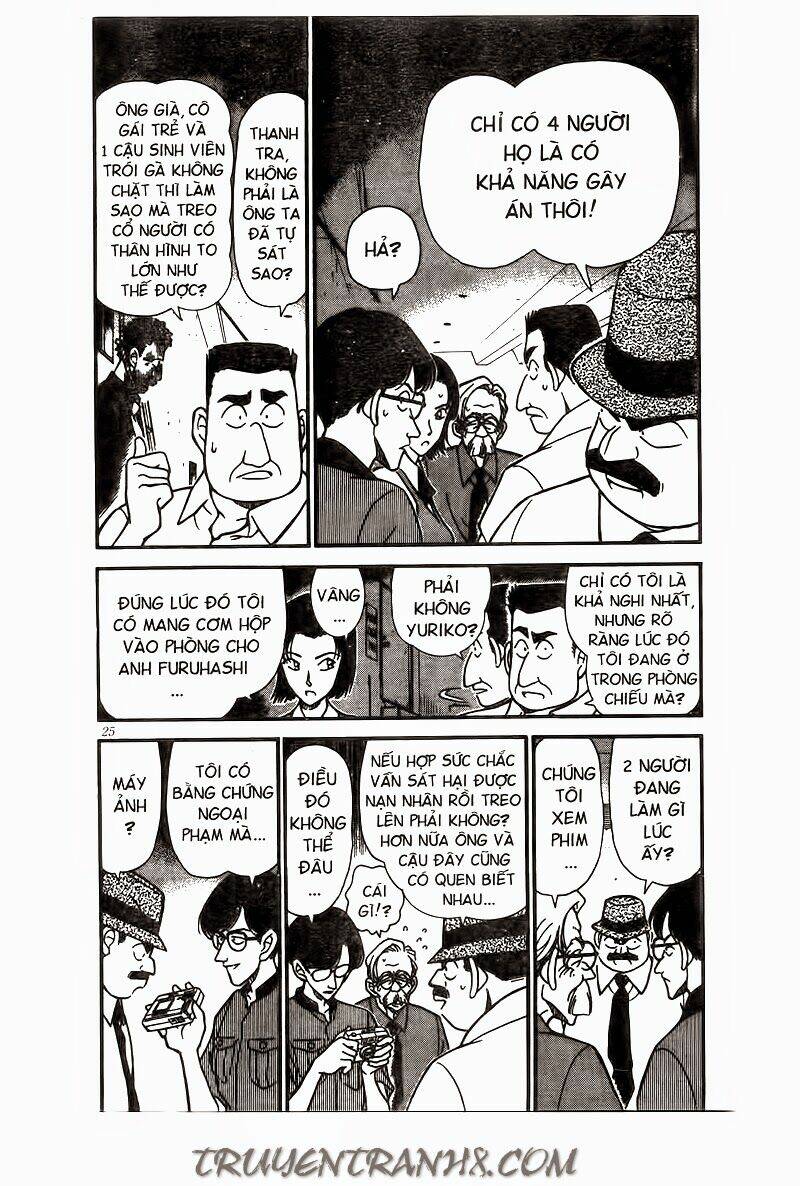 CHỈ CÓ 4 NGƯỜI
HỌ LÀ CÓ
KHẢ NĂNG GÂY
ÁN THÔI!
HẢ?
THANH
TRA,
KHÔNG
PHẢI LÀ
ÔNG TA
ĐÃ TỰ
SÁT
SAO?
ÔNG GIÀ, CÔ
GÁI TRẺ VÀ
1 CẬU SINH VIÊN
TRÓI GÀ KHÔNG
CHẶT THÌ LÀM
SAO MÀ TREO
CỔ NGƯỜI CÓ
THÂN HÌNH TO
LỚN NHƯ
THẾ ĐƯỢC?
CHỈ CÓ TÔI LÀ
KHẢ NGHI NHẤT,
NHƯNG RÕ
RÀNG LÚC ĐÓ
TÔI ĐANG Ở
TRONG PHÒNG
CHIẾU MÀ?
PHẢI
KHÔNG
YURIKO?
VÂNG
...
ĐÚNG LÚC ĐÓ TÔI
CÓ MANG CƠM HỘP
VÀO PHÒNG CHO
ANH FURUHASHI
...
25
2 NGƯỜI
ĐANG
LÀM GÌ
LÚC
ẤY?
CHÚNG
TÔI
XEM
PHIM
...
NẾU HỢP SỨC CHẮC
VẪN SÁT HẠI ĐƯỢC
NẠN NHÂN RỒI TREO
LÊN PHẢI KHÔNG?
HƠN NỮA ÔNG VÀ
CẬU ĐÂY CŨNG
CÓ QUEN BIẾT
NHAU...
CÁI
GÌ!?
ĐIỀU
ĐÓ
KHÔNG
THỂ
ĐÂU
...
TÔI CÓ
BẰNG CHỨNG
NGOẠI
PHẠM MÀ...
MÁY
ẢNH
?
TRUYENTRANH8.COM